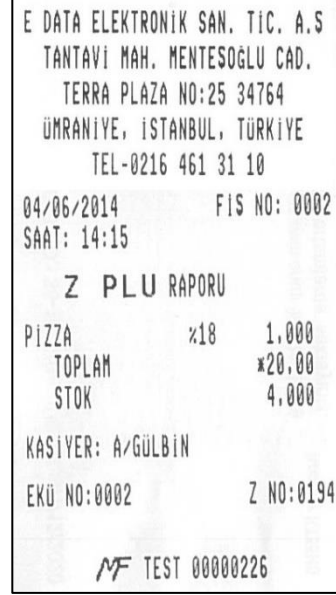 E DATA ELEKTRONİK SAN. TİC. A.S
TANTAVİ MAH. MENTESOĞLU CAD.
TERRA PLAZA NO:25 34764
ÜMRANİYE, İSTANBUL, TÜRKİYE
TEL-0216 461 31 10
04/06/2014 FİS NO: 0002
SAAT: 14:15
Z PLU RAPORU
PİZZA %18 1,000
TOPLAM *20,00
STOK 4,000
KASİYER: A/GÜLBİN
EKÜ NO:0002 Z NO:0194
MF TEST 00000226